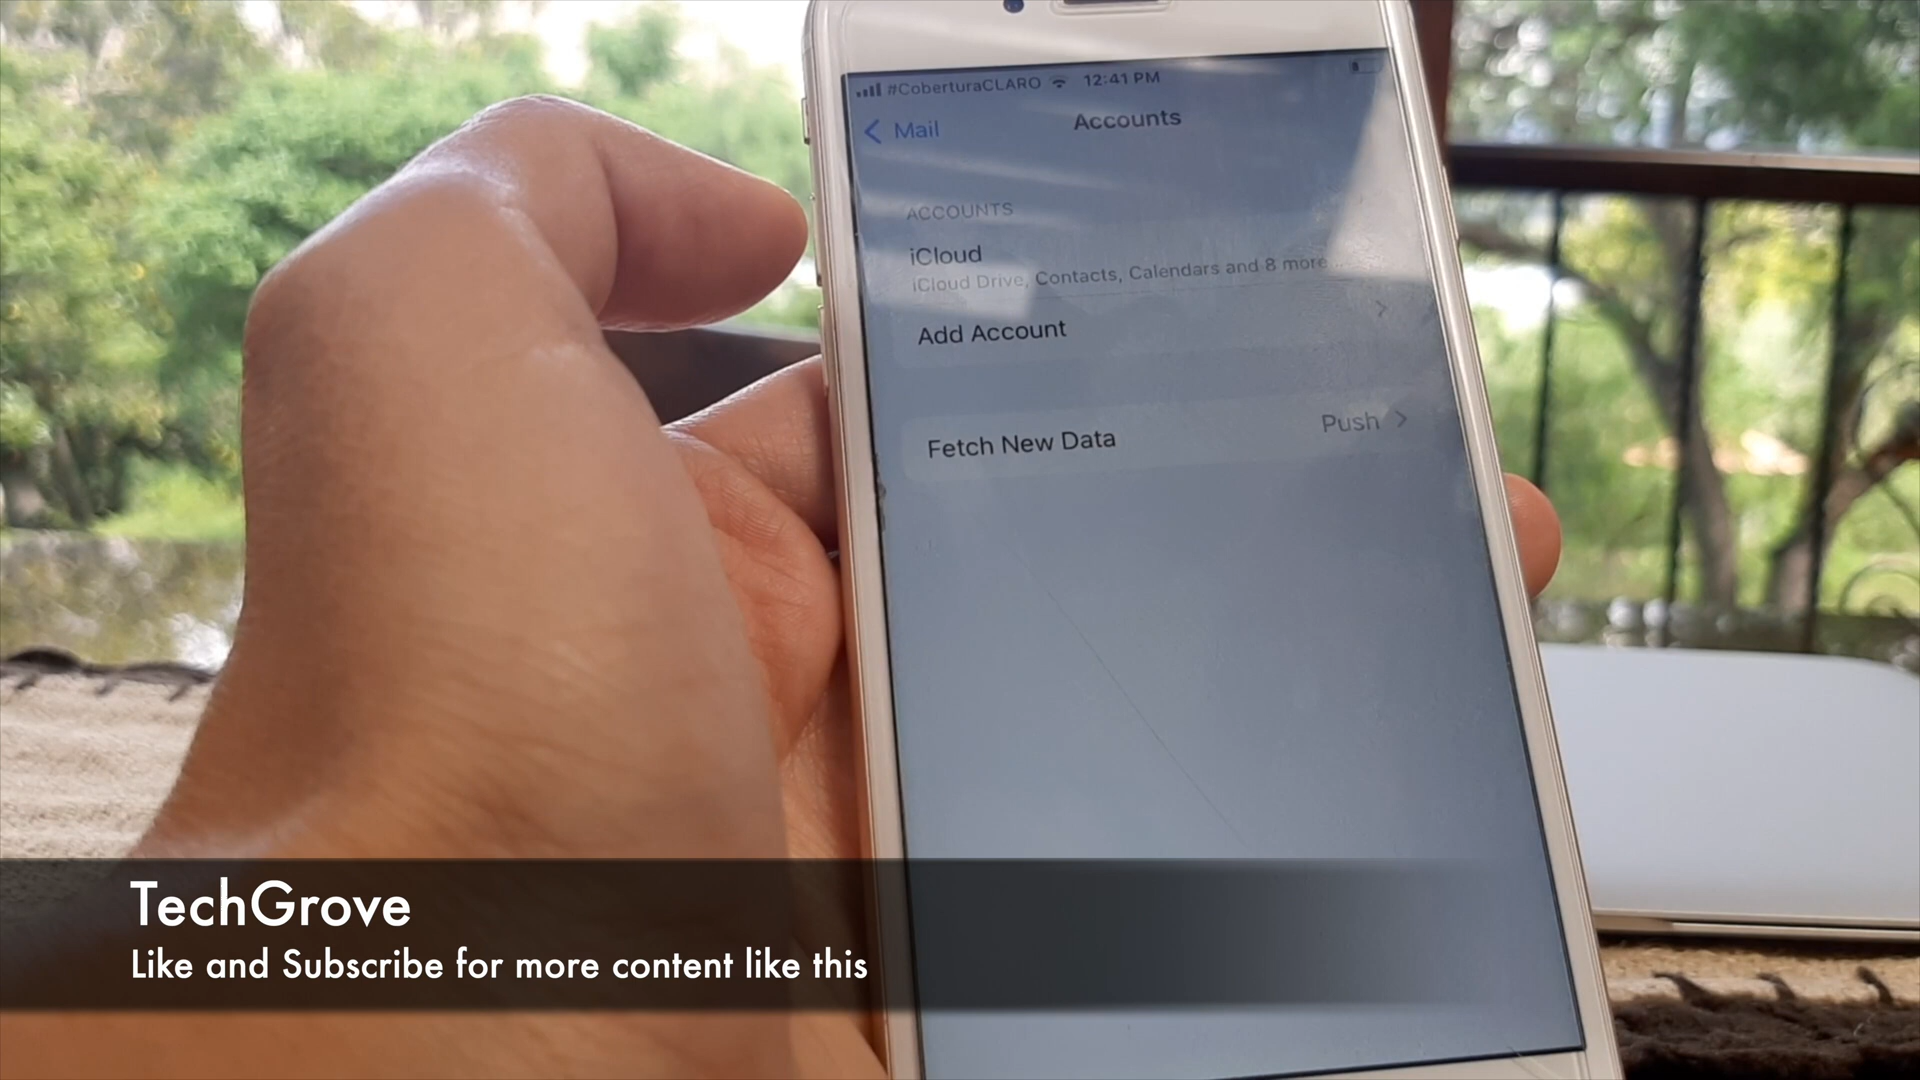 #CoberturaCLARO 12:41 PM
Mail Accounts
ACCOUNTS
iCloud
iCloud Drive, Contacts, Calendars and 8 more...
Add Account
Fetch New Data Push
TechGrove
Like and Subscribe for more content like this